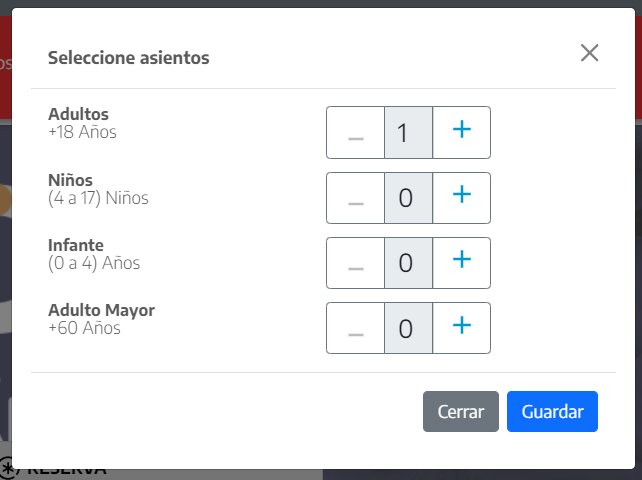 Seleccione asientos
Adultos
+18 Años
1
Niños
(4 a 17) Niños
0
Infante
(0 a 4) Años
0
Adulto Mayor
+60 Años
0
Cerrar
Guardar
RESERVA